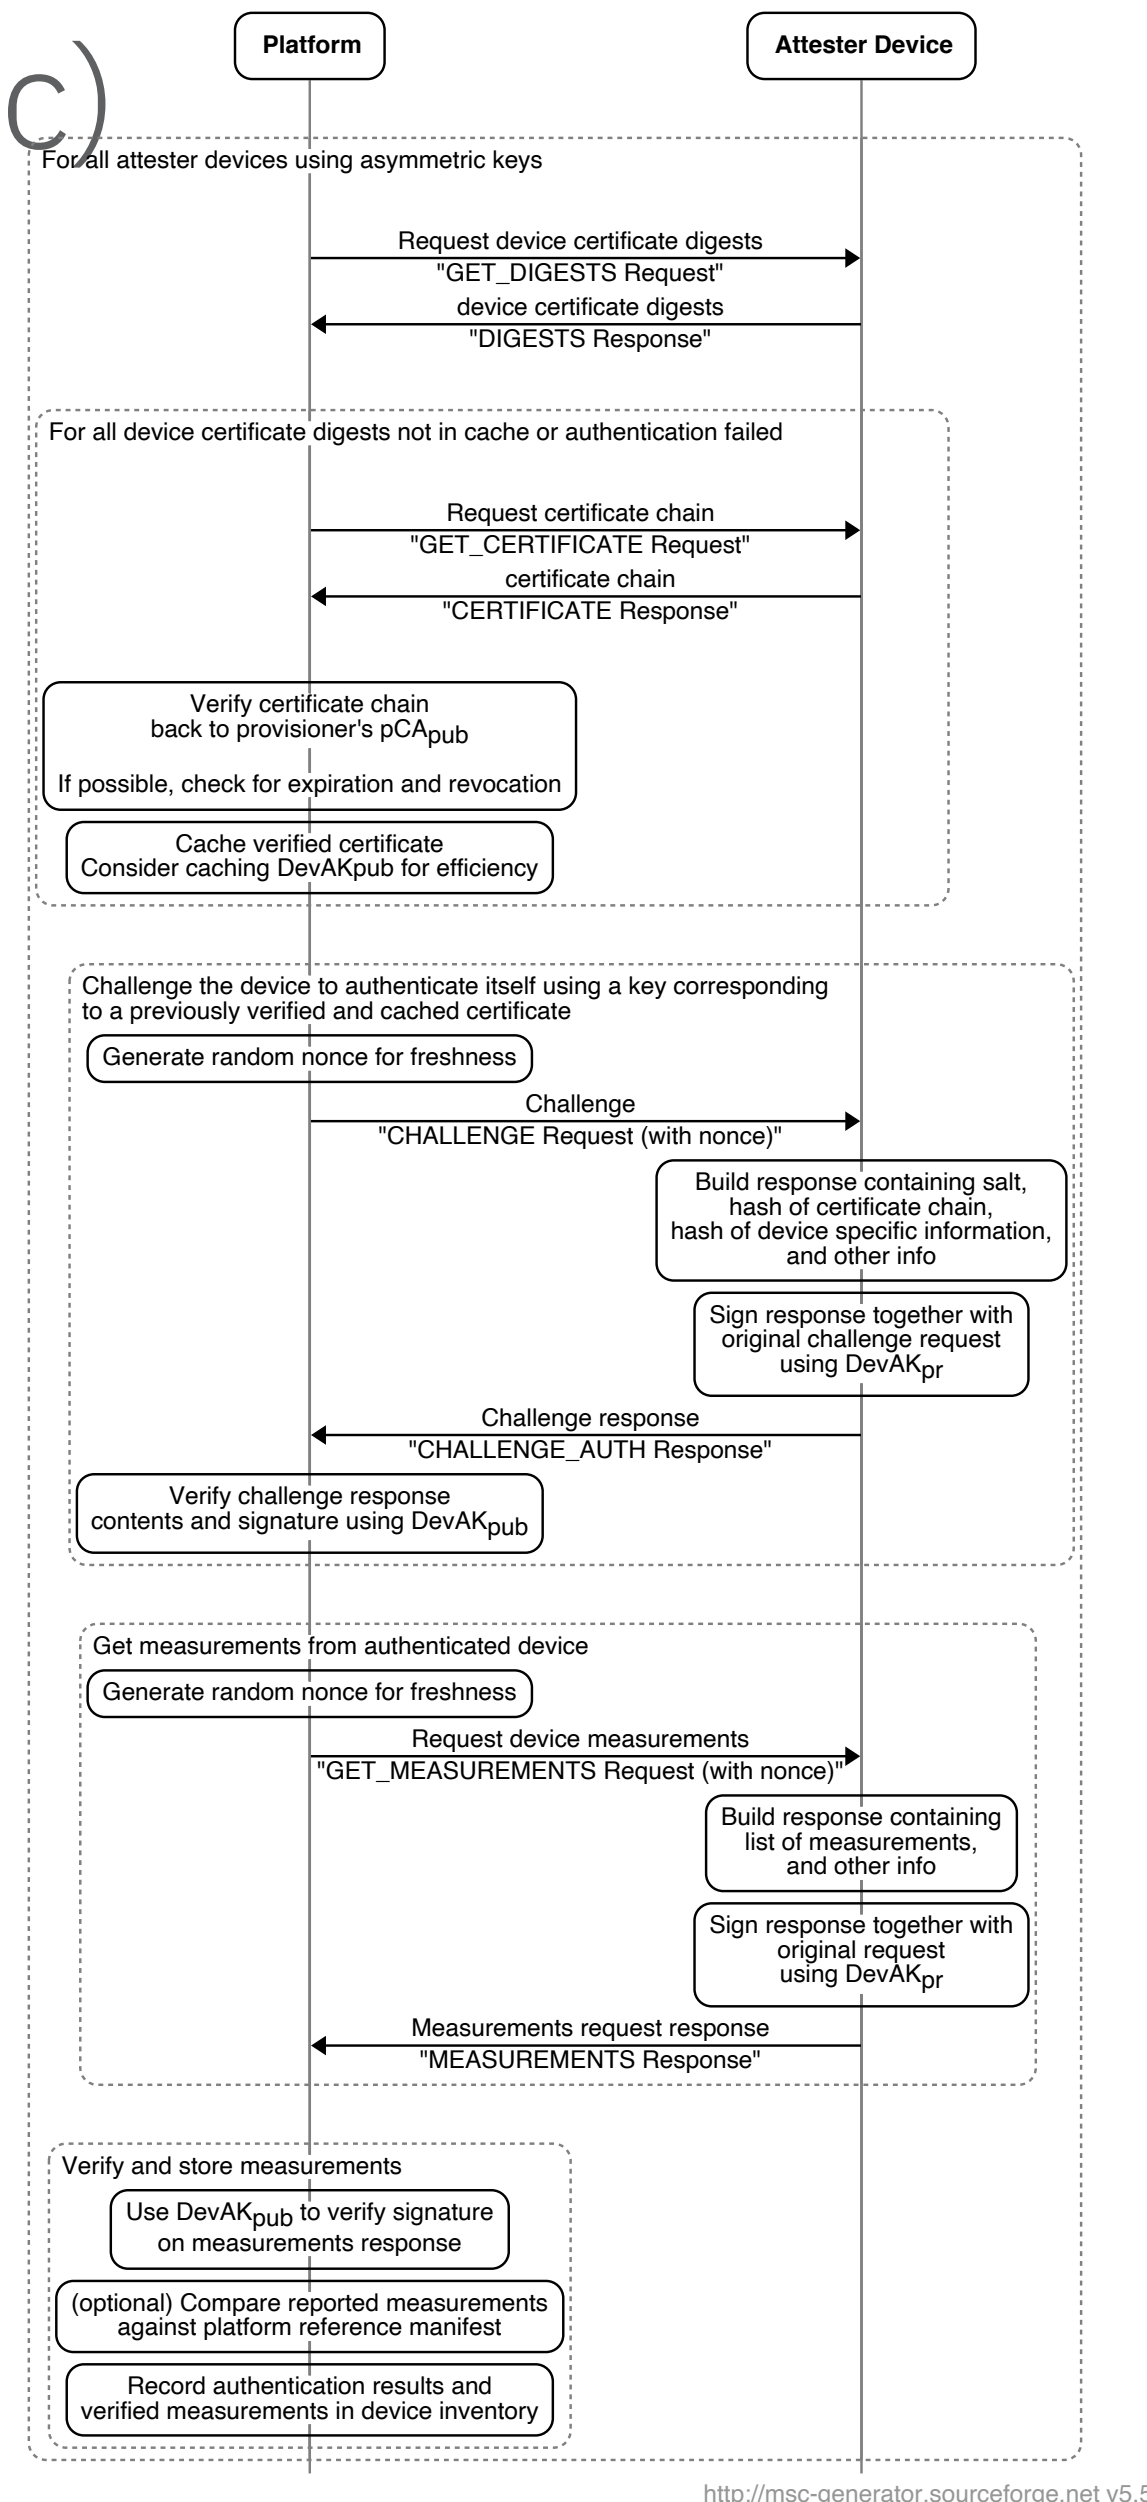 Platform
Attester Device
c)
For all attester devices using asymmetric keys
Request device certificate digests
"GET_DIGESTS Request"
device certificate digests
"DIGESTS Response"
For all device certificate digests not in cache or authentication failed
Request certificate chain
"GET_CERTIFICATE Request"
certificate chain
"CERTIFICATE Response"
Verify certificate chain
back to provisioner's pCApub
If possible, check for expiration and revocation
Cache verified certificate
Consider caching DevAKpub for efficiency
Challenge the device to authenticate itself using a key corresponding
to a previously verified and cached certificate
Generate random nonce for freshness
Challenge
"CHALLENGE Request (with nonce)"
Build response containing salt,
hash of certificate chain,
hash of device specific information,
and other info
Sign response together with
original challenge request
using DevAKpr
Challenge response
"CHALLENGE_AUTH Response"
Verify challenge response
contents and signature using DevAKpub
Get measurements from authenticated device
Generate random nonce for freshness
Request device measurements
"GET_MEASUREMENTS Request (with nonce)"
Build response containing
list of measurements,
and other info
Sign response together with
original request
using DevAKpr
Measurements request response
"MEASUREMENTS Response"
Verify and store measurements
Use DevAKpub to verify signature
on measurements response
(optional) Compare reported measurements
against platform reference manifest
Record authentication results and
verified measurements in device inventory
http://msc-generator.sourceforge.net v5.5